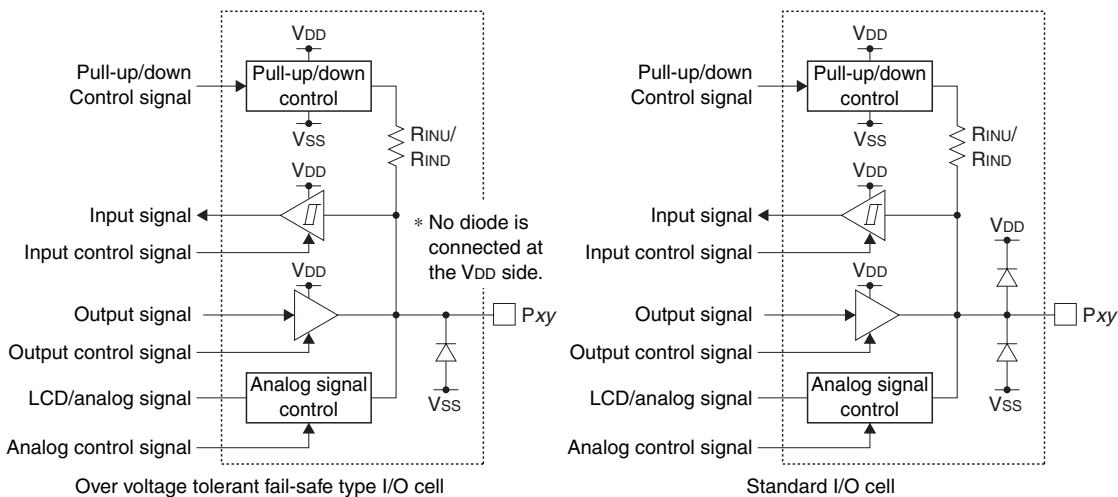 VDD
Pull-up/down
Control signal
Pull-up/down
control
VSS
RINU/
RIND
VDD
Input signal
Input control signal
* No diode is
connected at
the VDD side.
VDD
Output signal
Pxy
Output control signal
LCD/analog signal
Analog signal
control
VSS
Analog control signal
Over voltage tolerant fail-safe type I/O cell
VDD
Pull-up/down
Control signal
Pull-up/down
control
VSS
RINU/
RIND
VDD
Input signal
Input control signal
VDD
VDD
Output signal
Pxy
Output control signal
LCD/analog signal
Analog signal
control
VSS
Analog control signal
Standard I/O cell